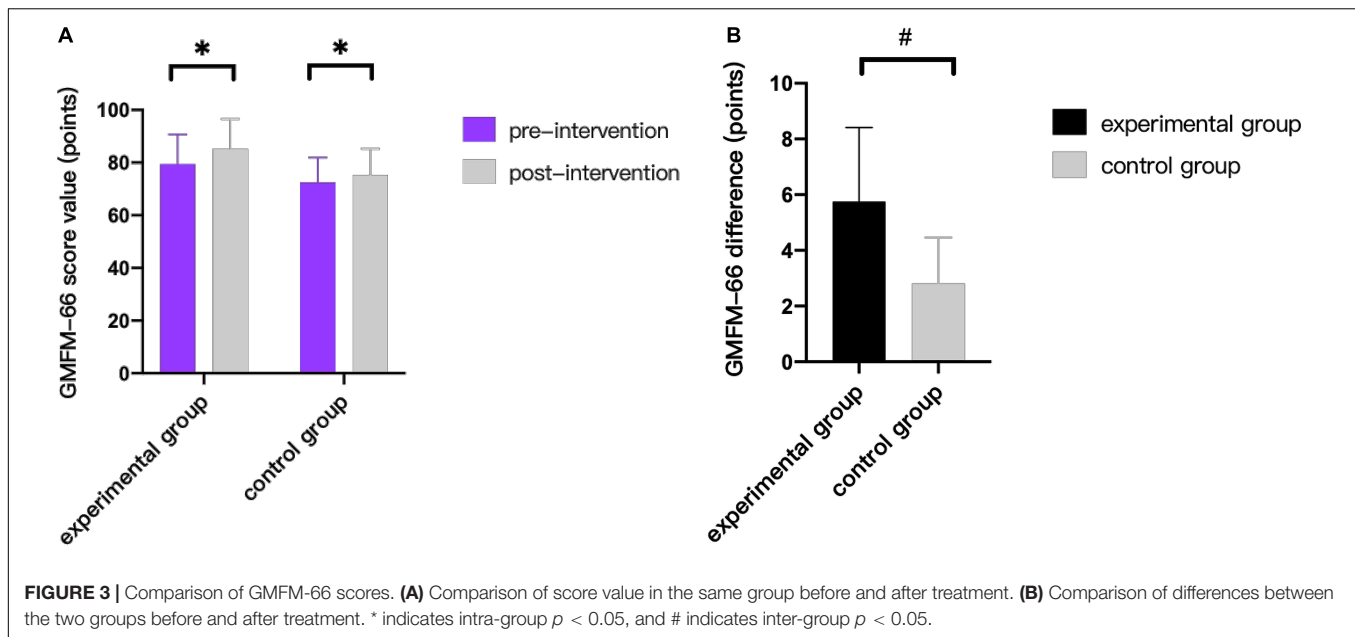 A
*
*
GMFM–66 score value (points)
100
80
60
40
20
0
experimental group
control group
pre–intervention
post–intervention
B
#
GMFM–66 difference (points)
10
8
6
4
2
0
experimental group
control group
experimental group
control group
FIGURE 3 | Comparison of GMFM-66 scores. (A) Comparison of score value in the same group before and after treatment. (B) Comparison of differences between
the two groups before and after treatment. * indicates intra-group p < 0.05, and # indicates inter-group p < 0.05.